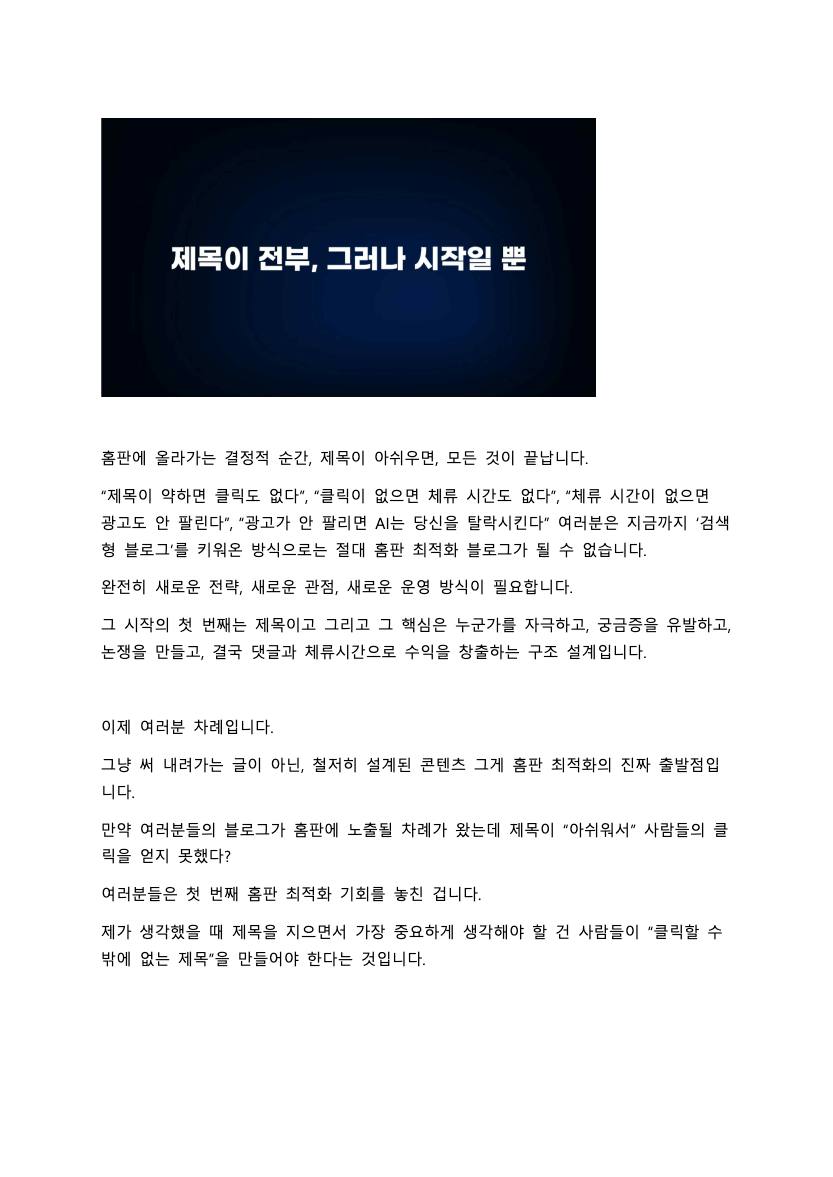 제목이 전부, 그러나 시작일 뿐
홈판에 올라가는 결정적 순간, 제목이 아쉬우면, 모든 것이 끝납니다.
“제목이 약하면 클릭도 없다”, “클릭이 없으면 체류 시간도 없다”, “체류 시간이 없으면
광고도 안 팔린다”, “광고가 안 팔리면 AI는 당신을 탈락시킨다” 여러분은 지금까지 ‘검색
형 블로그’를 키워온 방식으로는 절대 홈판 최적화 블로그가 될 수 없습니다.
완전히 새로운 전략, 새로운 관점, 새로운 운영 방식이 필요합니다.
그 시작의 첫 번째는 제목이고 그리고 그 핵심은 누군가를 자극하고, 궁금증을 유발하고,
논쟁을 만들고, 결국 댓글과 체류시간으로 수익을 창출하는 구조 설계입니다.
이제 여러분 차례입니다.
그냥 써 내려가는 글이 아닌, 철저히 설계된 콘텐츠 그게 홈판 최적화의 진짜 출발점입
니다.
만약 여러분들의 블로그가 홈판에 노출될 차례가 왔는데 제목이 “아쉬워서” 사람들의 클
릭을 얻지 못했다?
여러분들은 첫 번째 홈판 최적화 기회를 놓친 겁니다.
제가 생각했을 때 제목을 지으면서 가장 중요하게 생각해야 할 건 사람들이 “클릭할 수
밖에 없는 제목”을 만들어야 한다는 것입니다.